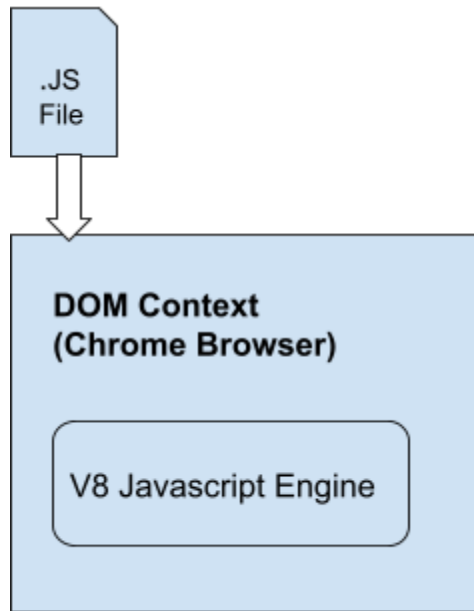 .JS
File
DOM Context
(Chrome Browser)
V8 Javascript Engine